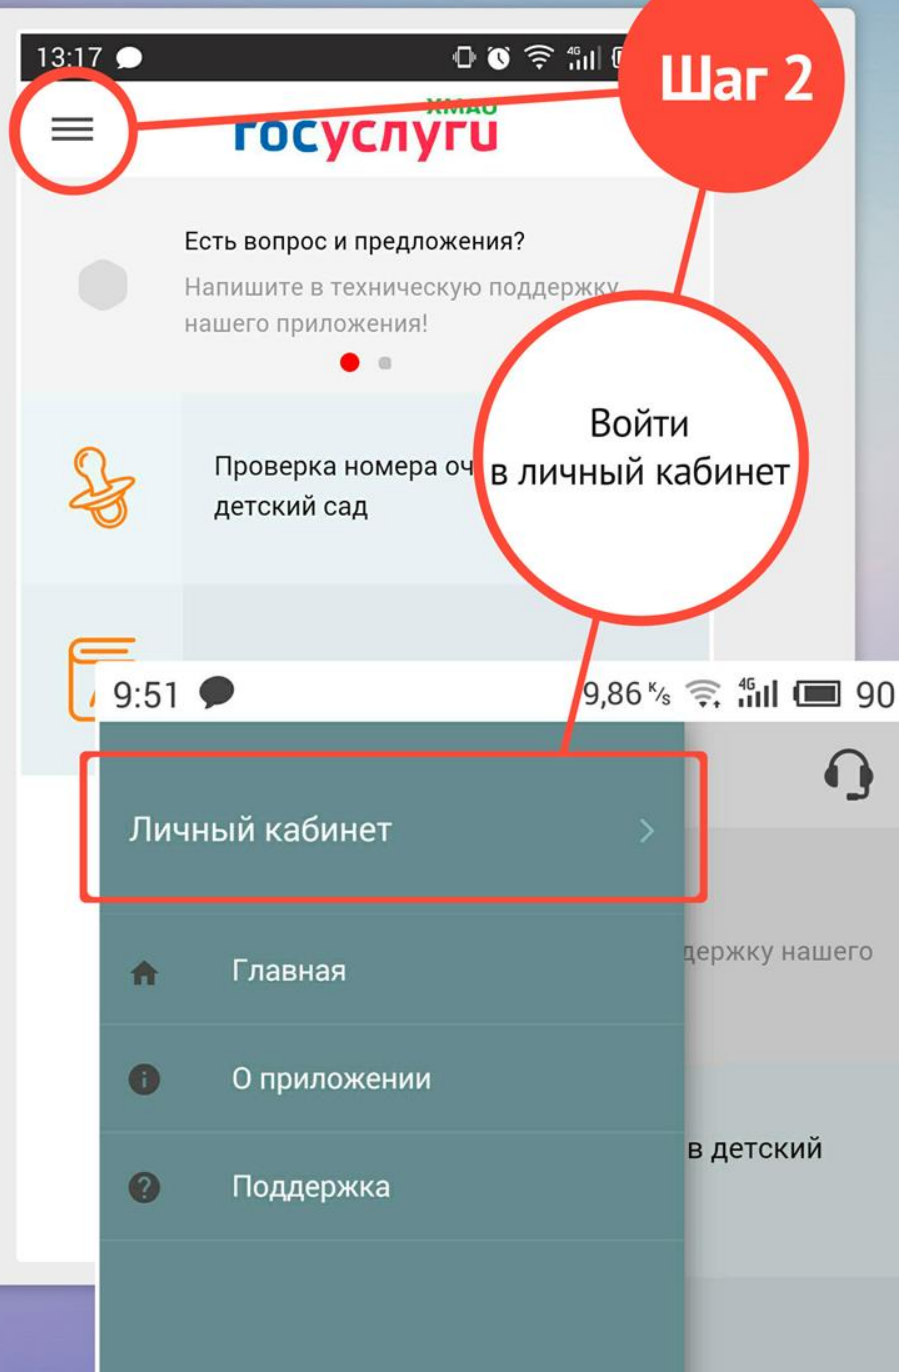 13:17
4G
Шаг 2
ХМАО
госуслуги
Есть вопрос и предложения?
Напишите в техническую поддержку
нашего приложения!
Войти
в личный кабинет
Проверка номера оч
детский сад
9:51
9,86 K/s
4G
90
Личный кабинет
держку нашего
Главная
О приложении
в детский
Поддержка